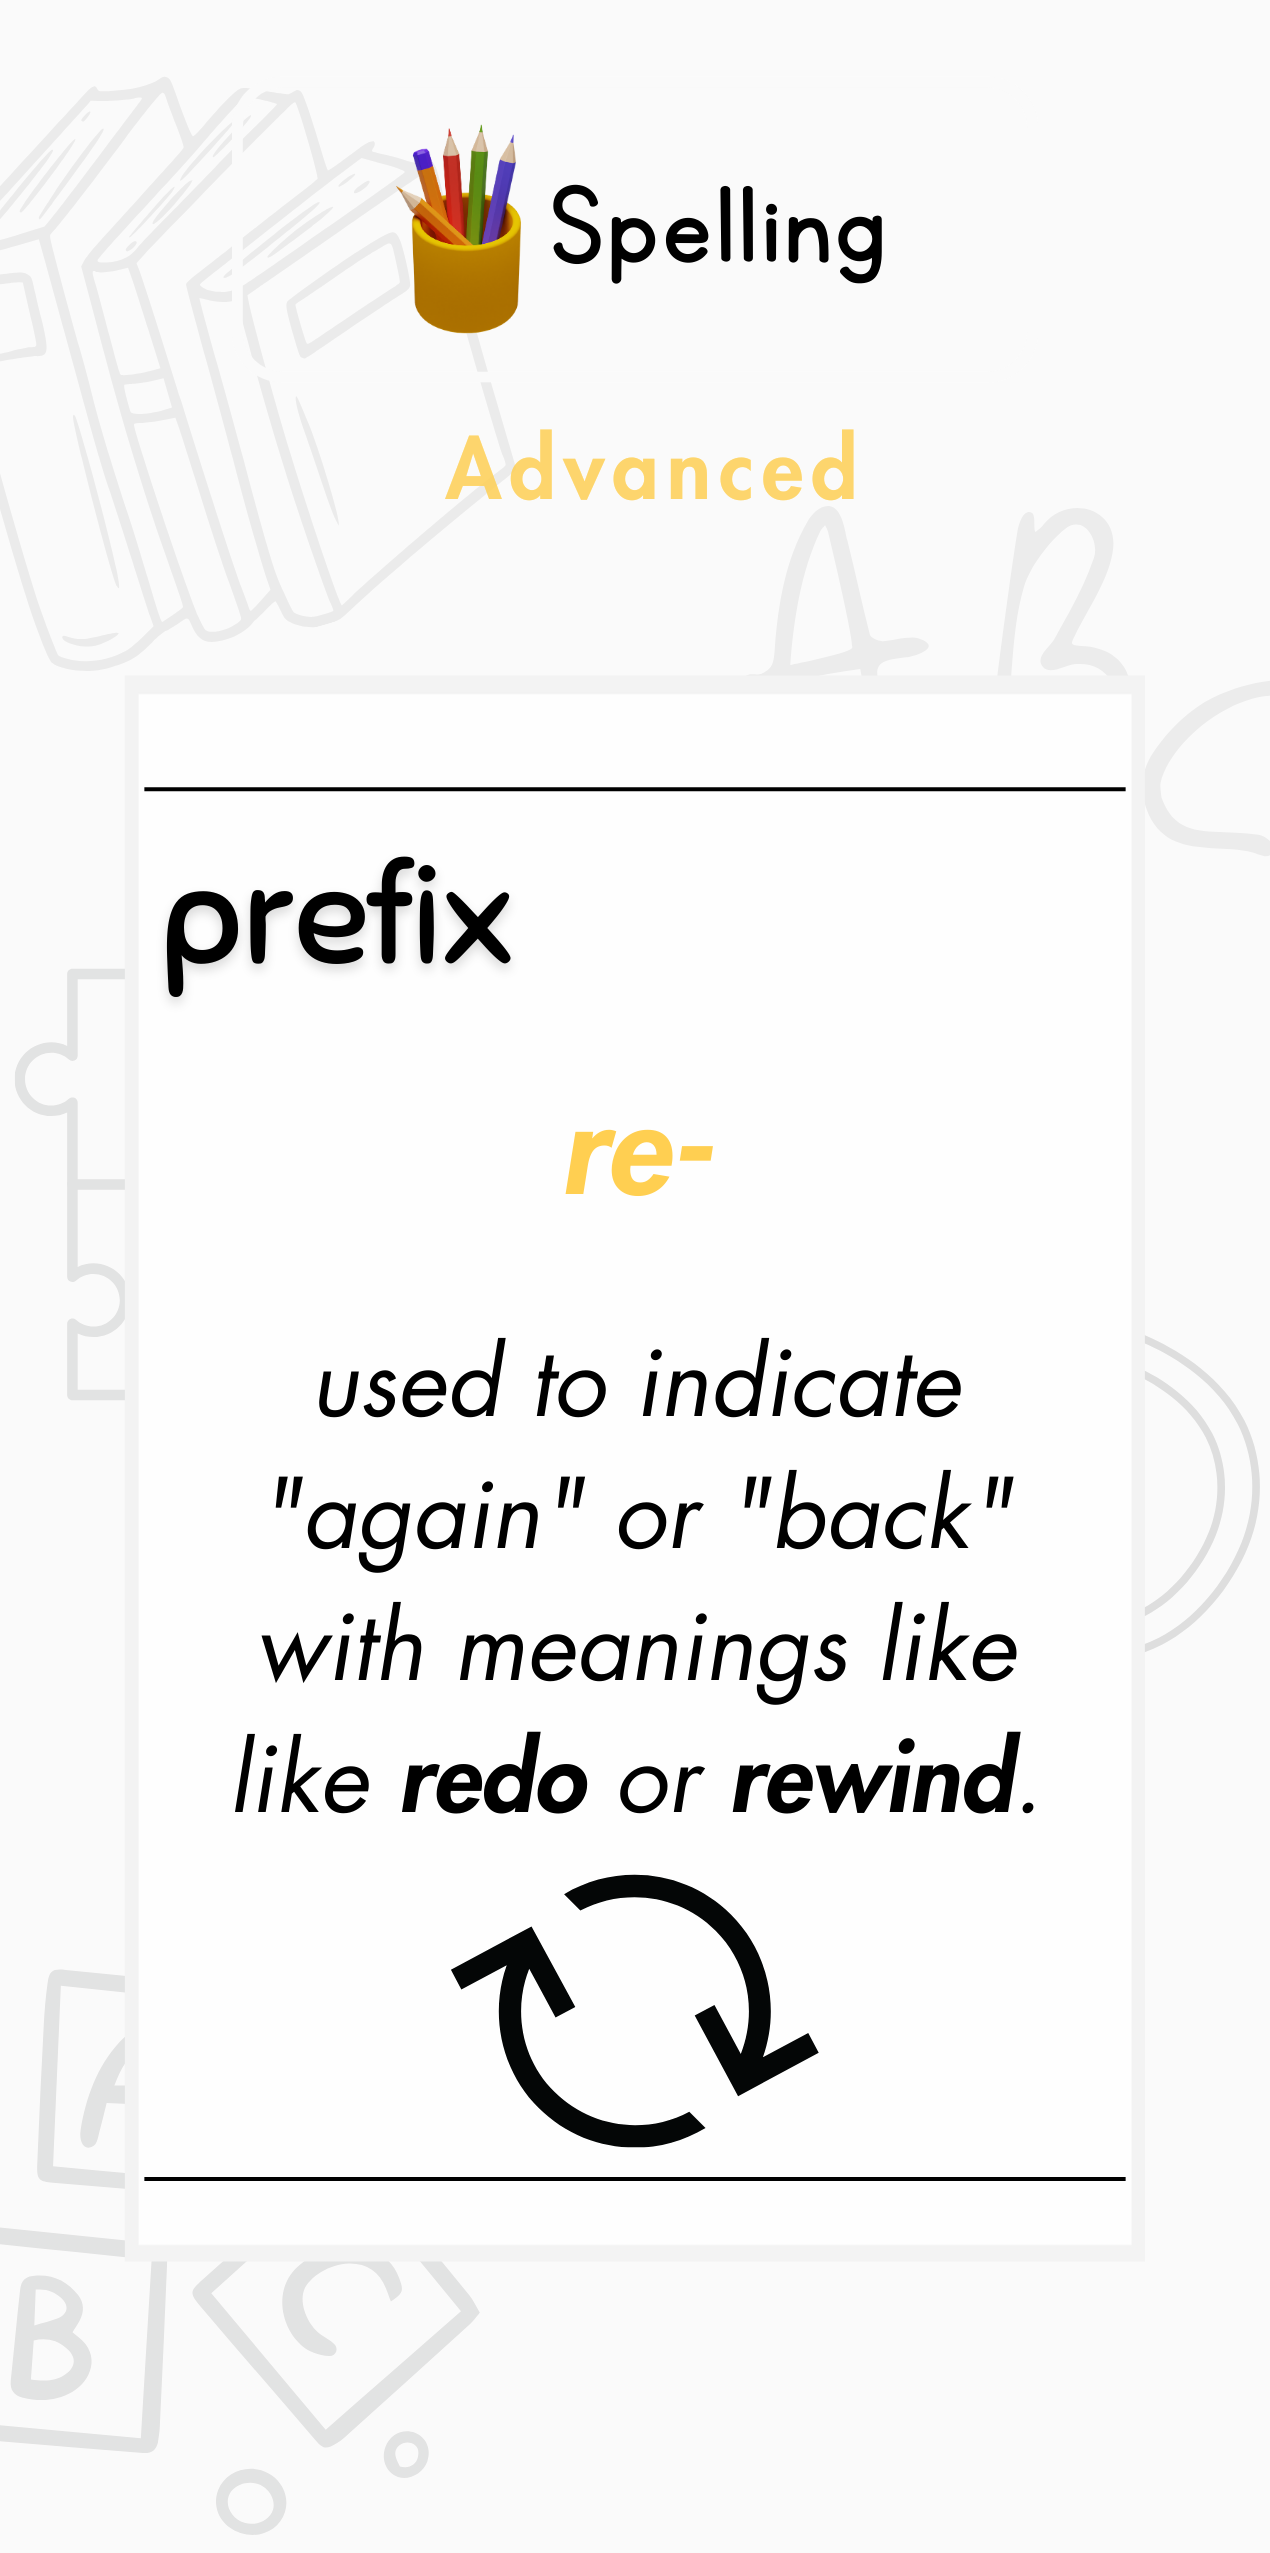 Spelling
Advanced
A B
prefix
re-
used to indicate
"again" or "back"
with meanings like
like redo or rewind.
A
B
C